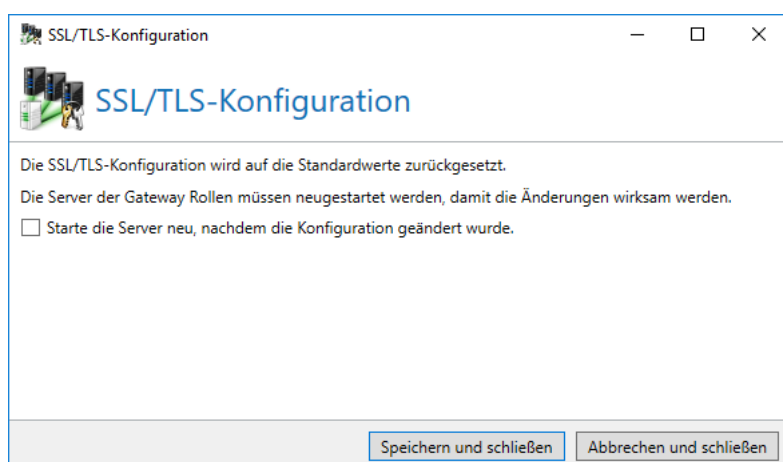 SSL/TLS-Konfiguration
SSL/TLS-Konfiguration
Die SSL/TLS-Konfiguration wird auf die Standardwerte zurückgesetzt.
Die Server der Gateway Rollen müssen neugestartet werden, damit die Änderungen wirksam werden.
Starte die Server neu, nachdem die Konfiguration geändert wurde.
Speichern und schließen
Abbrechen und schließen